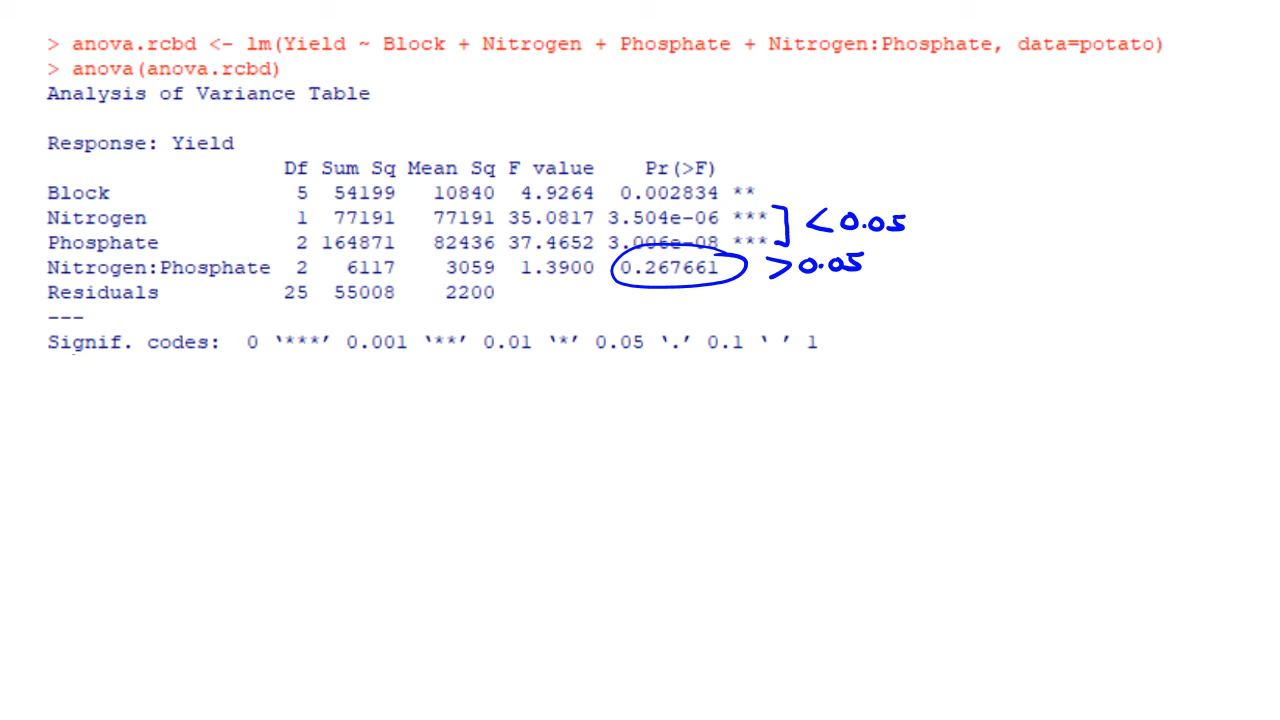 > anova.rcbd <- lm(Yield ~ Block + Nitrogen + Phosphate + Nitrogen:Phosphate, data=potato)
> anova(anova.rcbd)
Analysis of Variance Table
Response: Yield
Df Sum Sq Mean Sq F value Pr(>F)
Block 5 54199 10840 4.9264 0.002834 **
Nitrogen 1 77191 77191 35.0817 3.504e-06 *** ] < 0.05
Phosphate 2 164871 82436 37.4652 3.096e-08 ***
Nitrogen:Phosphate 2 6117 3059 1.3900 0.267661 > 0.05
Residuals 25 55008 2200
---
Signif. codes: 0 ‘***’ 0.001 ‘**’ 0.01 ‘*’ 0.05 ‘.’ 0.1 ‘ ’ 1